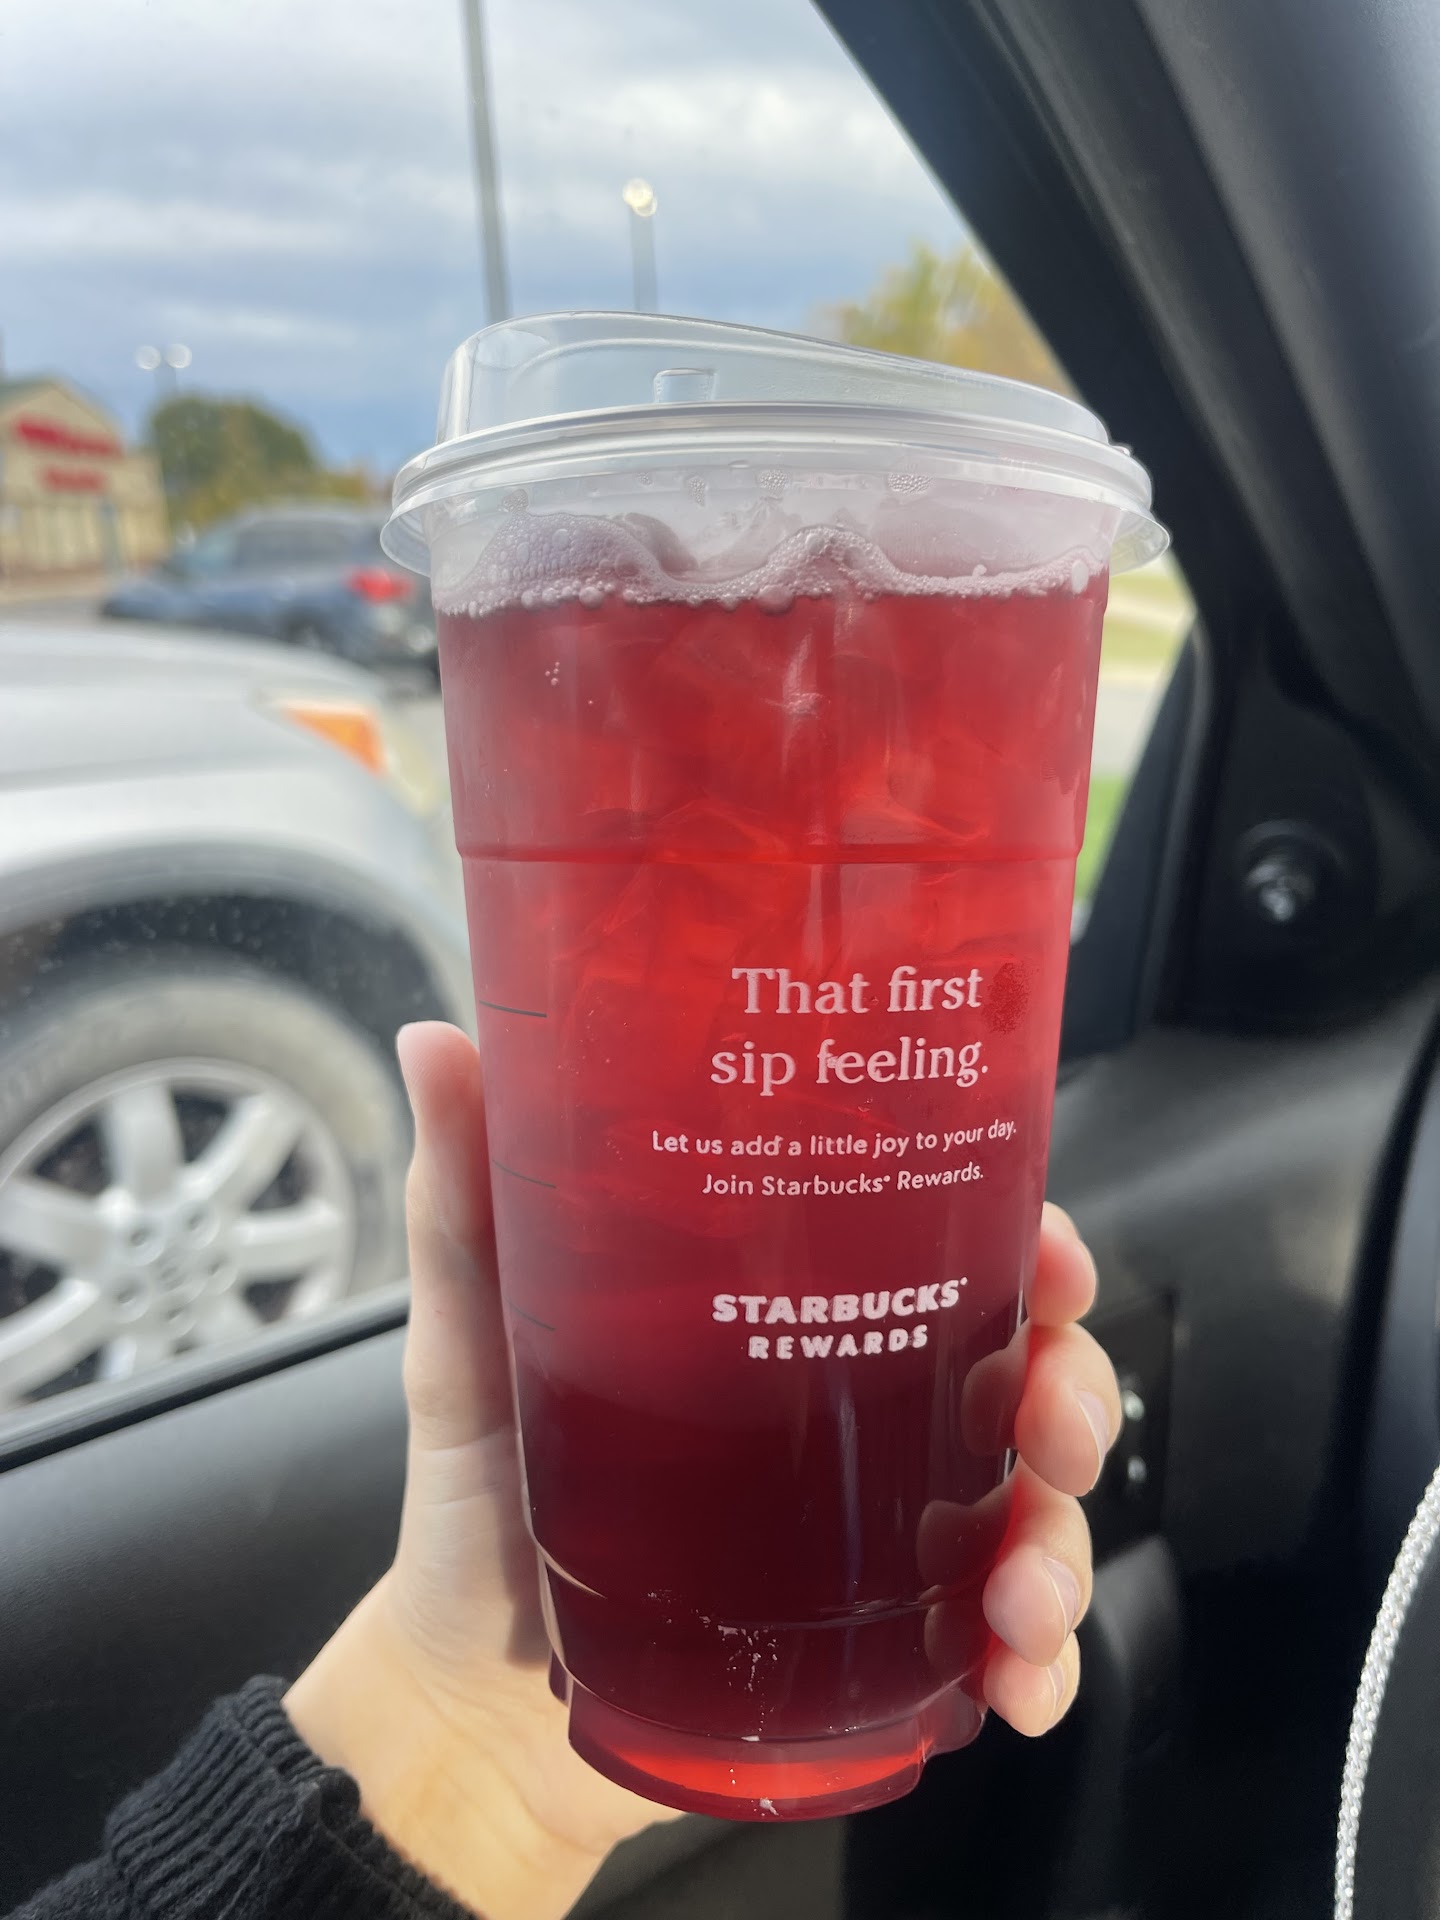 That first
sip feeling.
Let us add a little joy to your day.
Join Starbucks® Rewards.
STARBUCKS®
REWARDS